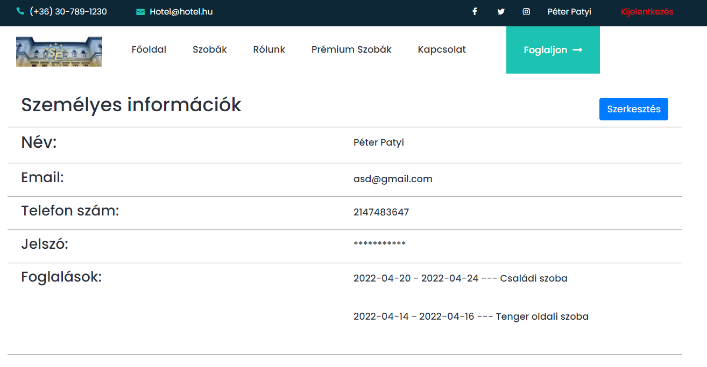 (+36) 30-789-1230 Hotel@hotel.hu Péter Patyi Kijelentkezés
SE
Főoldal Szobák Rólunk Prémium Szobák Kapcsolat Foglaljon →
Személyes információk Szerkesztés
Név: Péter Patyi
Email: asd@gmail.com
Telefon szám: 2147483647
Jelszó: ***********
Foglalások: 2022-04-20 - 2022-04-24 --- Családi szoba
2022-04-14 - 2022-04-16 --- Tenger oldali szoba